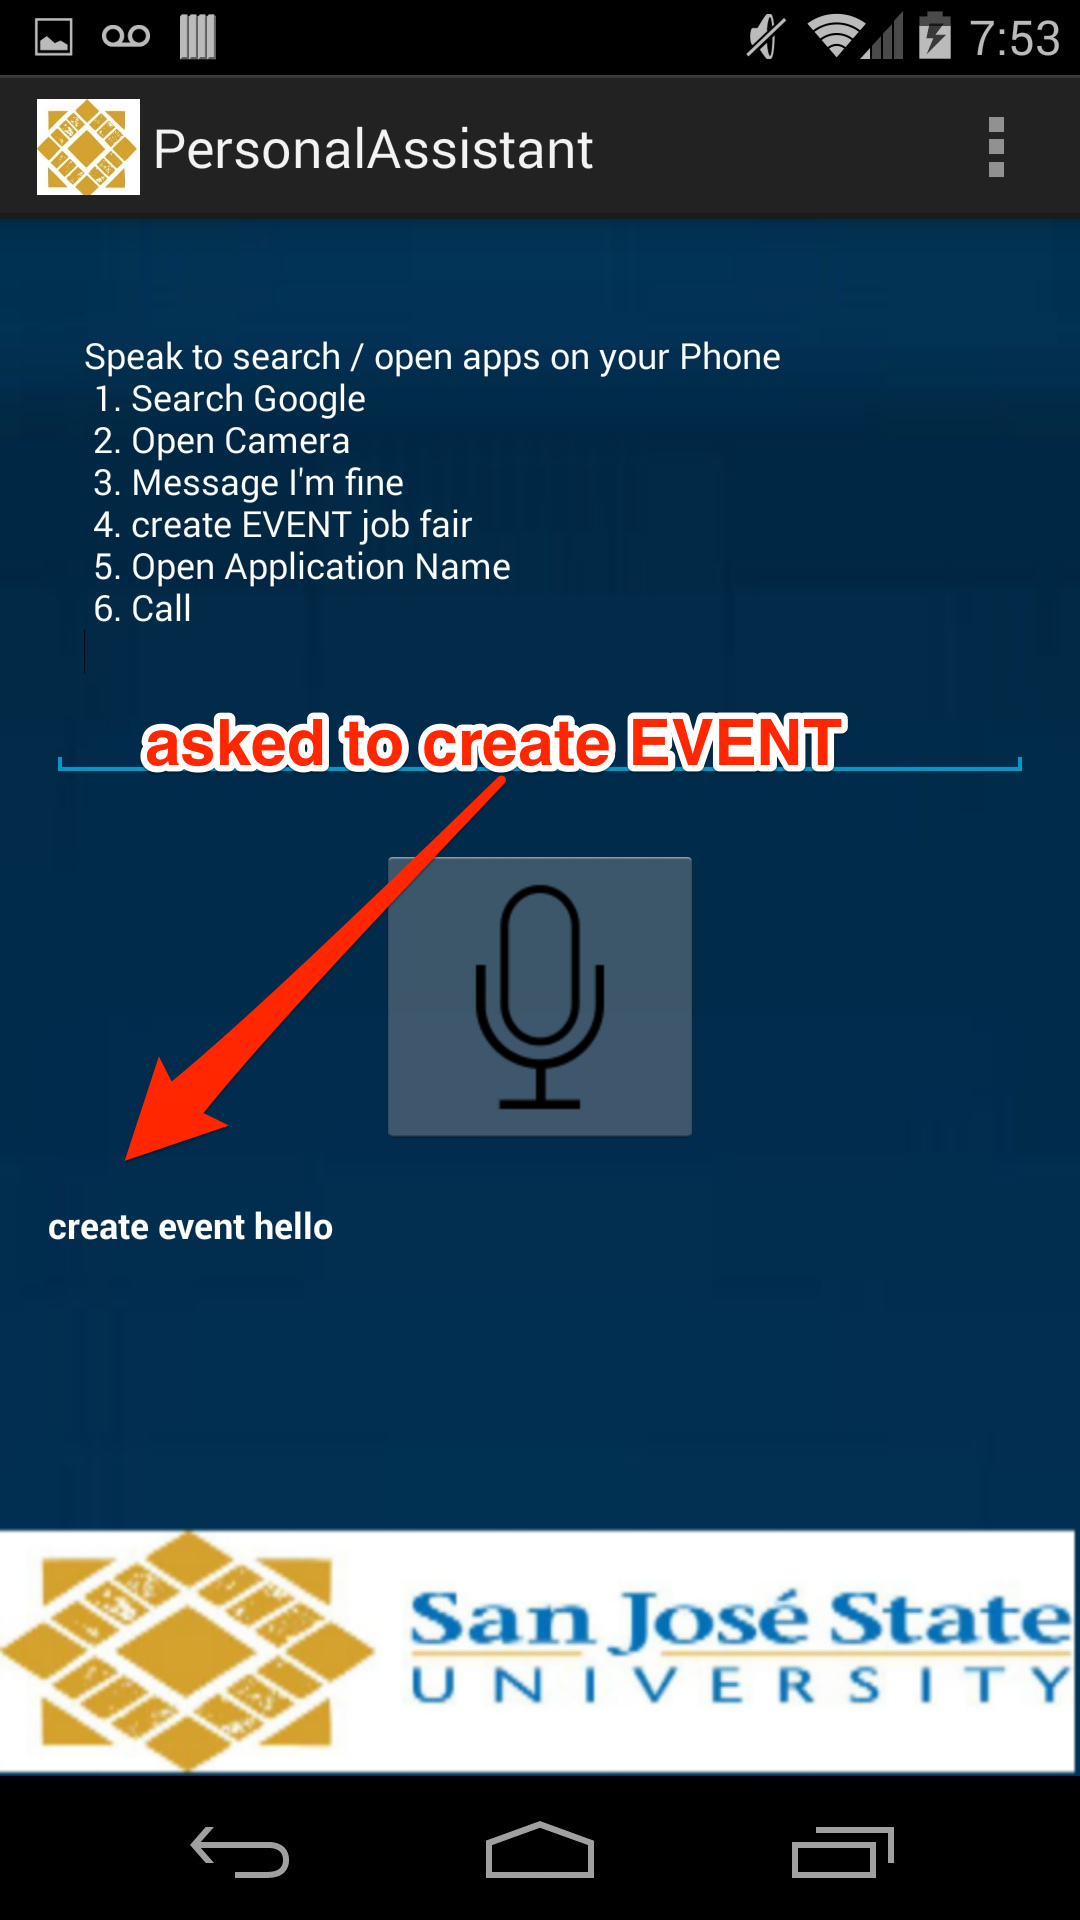 7:53
PersonalAssistant
Speak to search / open apps on your Phone
1. Search Google
2. Open Camera
3. Message I'm fine
4. create EVENT job fair
5. Open Application Name
6. Call
asked to create EVENT
create event hello
San José State
UNIVERSITY